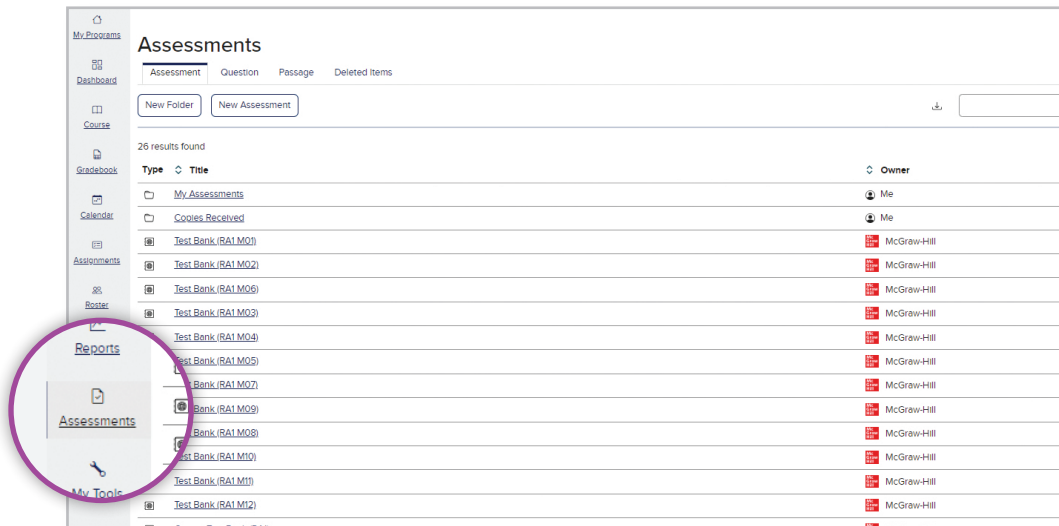 My Programs
Dashboard
Course
Gradebook
Calendar
Assignments
Roster
Reports
Assessments
My Tools
Assessments
Assessment Question Passage Deleted Items
New Folder New Assessment
26 results found
Type Title Owner
My Assessments Me
Copies Received Me
Test Bank (RA1 M01) McGraw-Hill
Test Bank (RA1 M02) McGraw-Hill
Test Bank (RA1 M06) McGraw-Hill
Test Bank (RA1 M03) McGraw-Hill
Test Bank (RA1 M04) McGraw-Hill
Test Bank (RA1 M05) McGraw-Hill
Bank (RA1 M07) McGraw-Hill
Bank (RA1 M09) McGraw-Hill
Bank (RA1 M08) McGraw-Hill
Test Bank (RA1 M10) McGraw-Hill
Test Bank (RA1 M11) McGraw-Hill
Test Bank (RA1 M12) McGraw-Hill